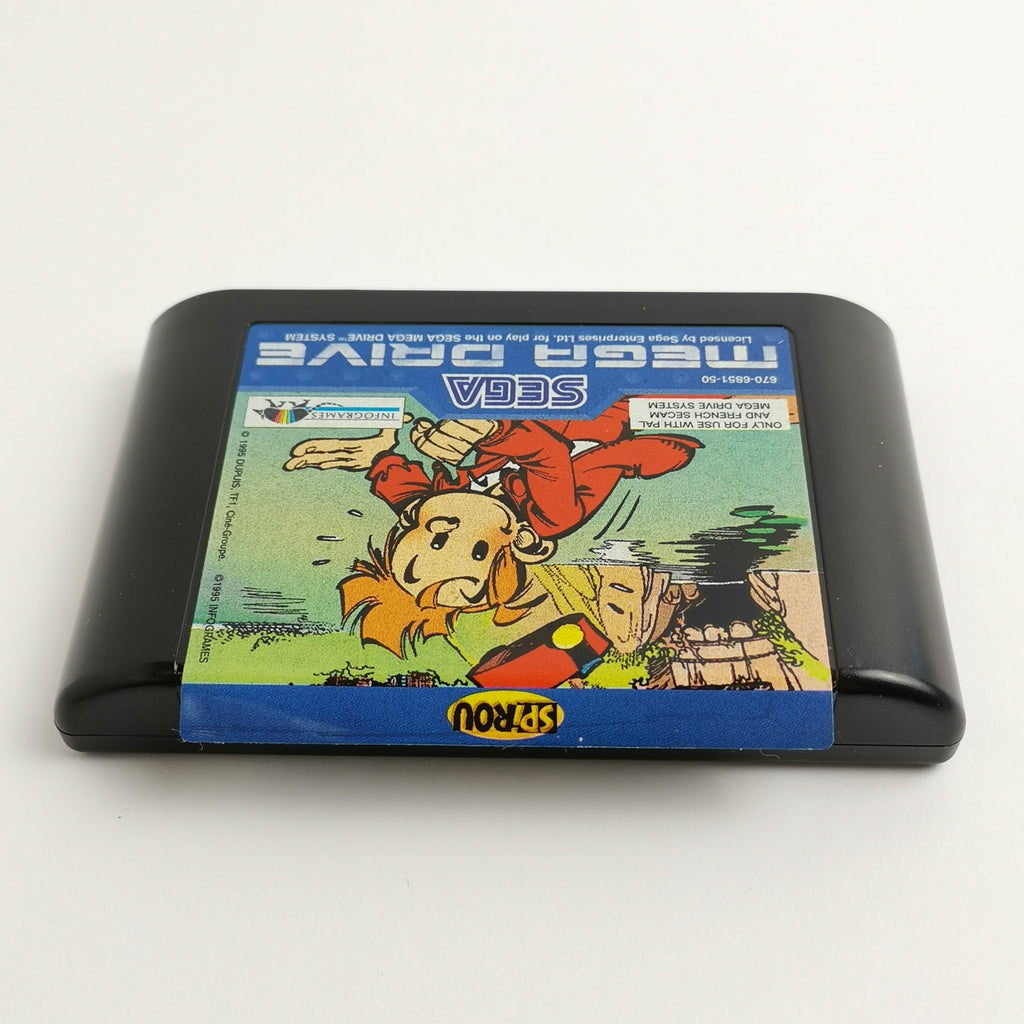 SPiROU
INFOGRAMES
ONLY FOR USE WITH PAL
AND FRENCH SECAM
MEGA DRIVE SYSTEM
SEGA
670-6851-50
MEGA DRIVE
Licensed by Sega Enterprises Ltd. for play on the SEGA MEGA DRIVE™ SYSTEM
© 1995 DUPUIS, TF1, Ciné-Groupe. ©1995 INFOGRAMES